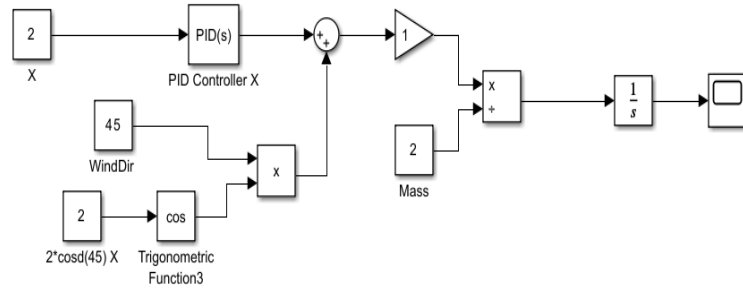 2
X
PID(s)
PID Controller X
+
+
1
45
WindDir
x
2
2*cosd(45) X
cos
Trigonometric
Function3
x
÷
2
Mass
1
s